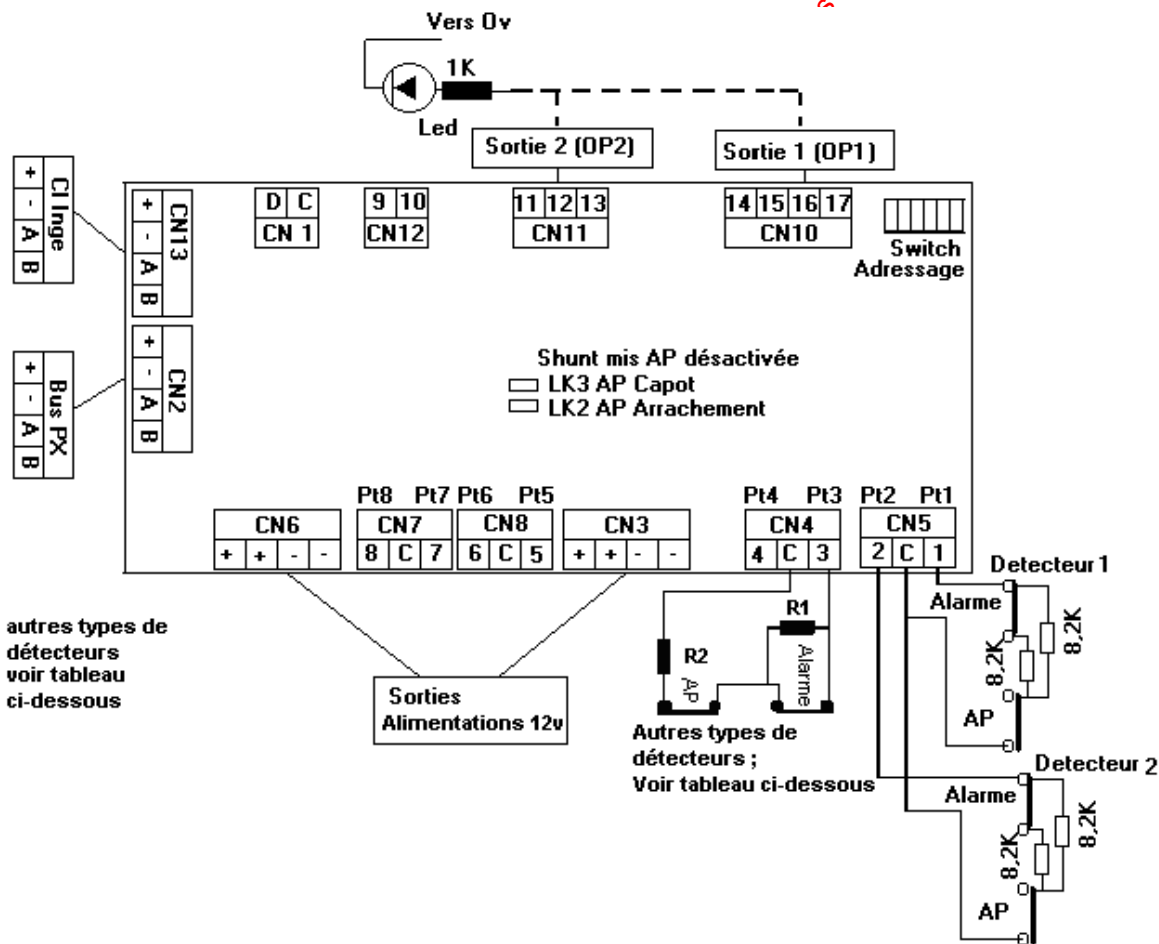 Vers 0v
1K
Led
Sortie 2 (OP2)
Sortie 1 (OP1)
CI Inge
+ - A B
CN13
+ - A B
D C
CN 1
9 10
CN12
11 12 13
CN11
14 15 16 17
CN10
Switch
Adressage
Bus PX
+ - A B
CN2
+ - A B
Shunt mis AP désactivée
LK3 AP Capot
LK2 AP Arrachement
Pt8 Pt7 Pt6 Pt5
Pt4 Pt3 Pt2 Pt1
CN6
+ + - -
CN7
8 C 7
CN8
6 C 5
CN3
+ + - -
CN4
4 C 3
CN5
2 C 1
Detecteur 1
Alarme
8,2K
8,2K
AP
R1
Alarme
R2
AP
autres types de
détecteurs
voir tableau
ci-dessous
Sorties
Alimentations 12v
Autres types de
détecteurs ;
Voir tableau ci-dessous
Detecteur 2
Alarme
8,2K
8,2K
AP